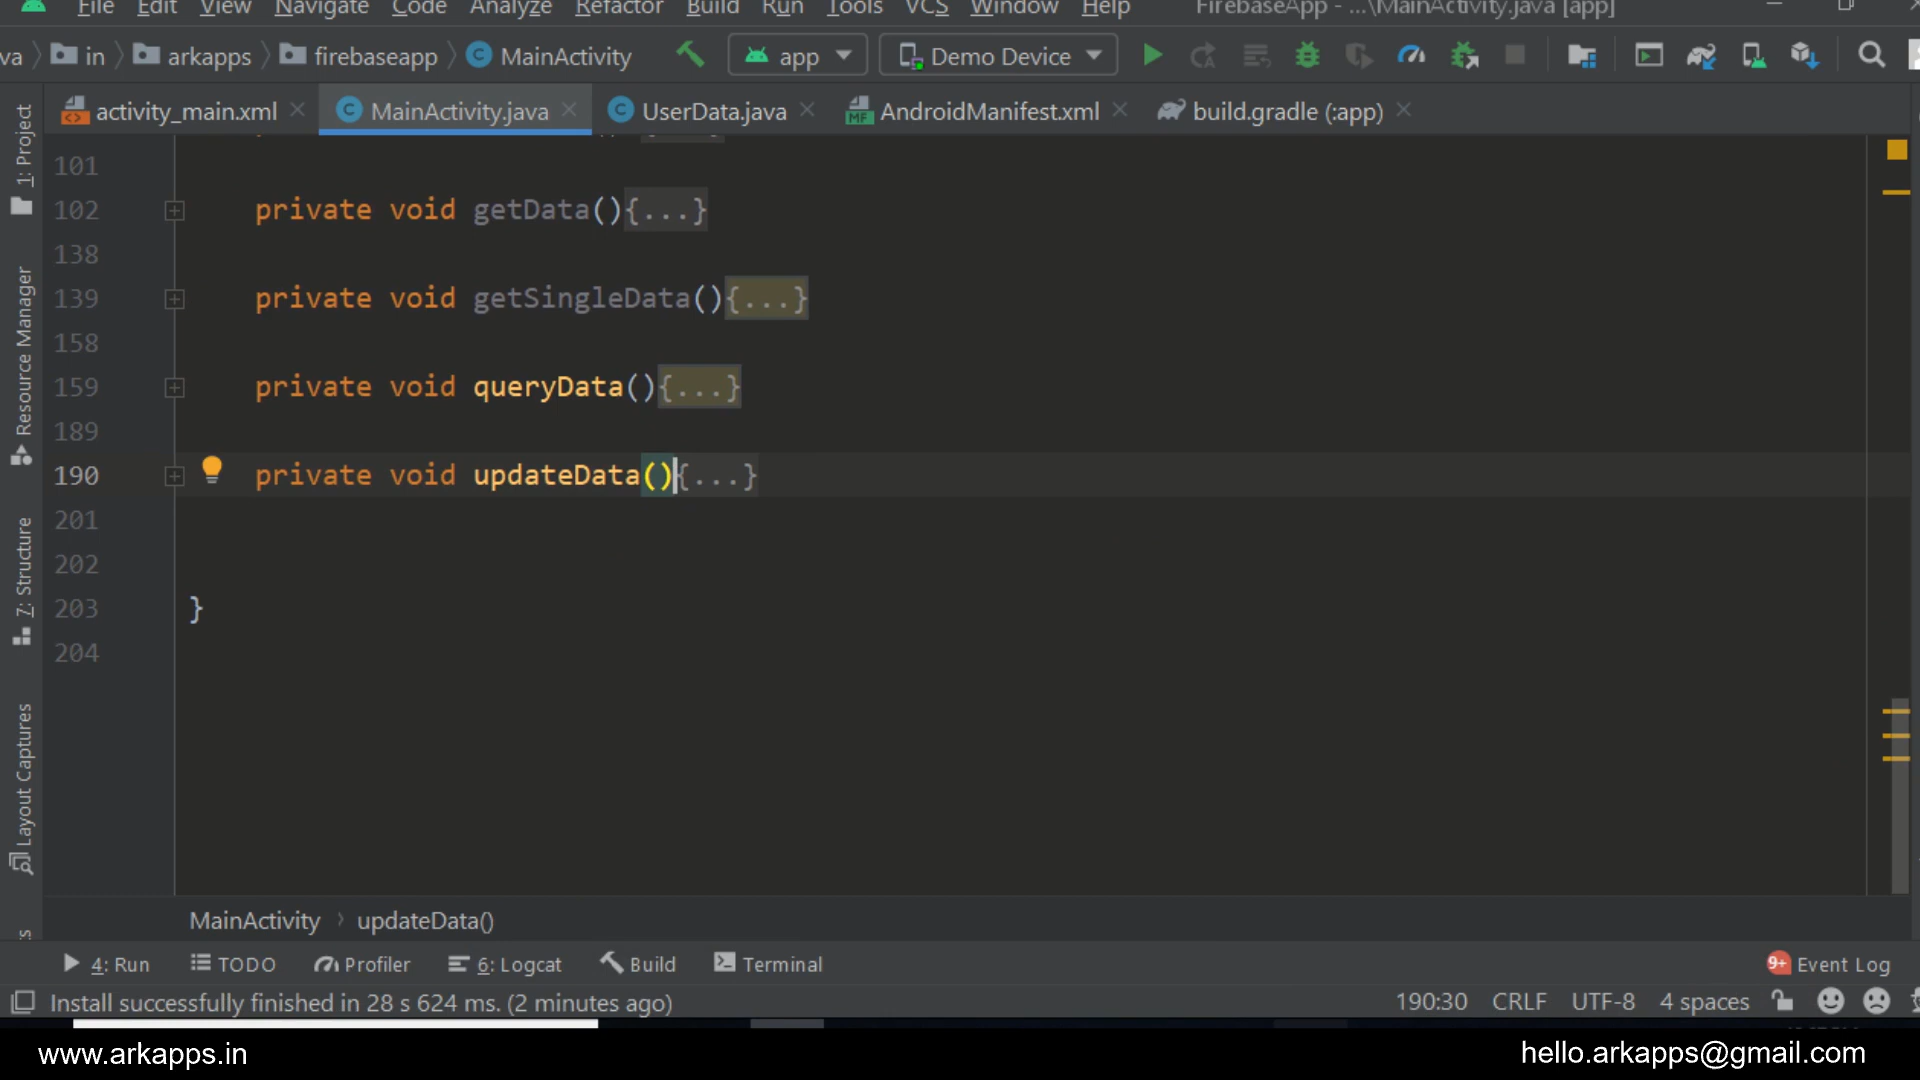 File Edit View Navigate Code Analyze Refactor Build Run Tools VCS Window Help FirebaseApp - ...\MainActivity.java [app]
va in arkapps firebaseapp MainActivity app Demo Device
activity_main.xml MainActivity.java UserData.java AndroidManifest.xml build.gradle (:app)
1: Project
Resource Manager
7: Structure
Layout Captures
101
102 private void getData(){...}
138
139 private void getSingleData(){...}
158
159 private void queryData(){...}
189
190 private void updateData(){...}
201
202
203 }
204
MainActivity › updateData()
4: Run TODO Profiler 6: Logcat Build Terminal 9+ Event Log
Install successfully finished in 28 s 624 ms. (2 minutes ago) 190:30 CRLF UTF-8 4 spaces
www.arkapps.in hello.arkapps@gmail.com